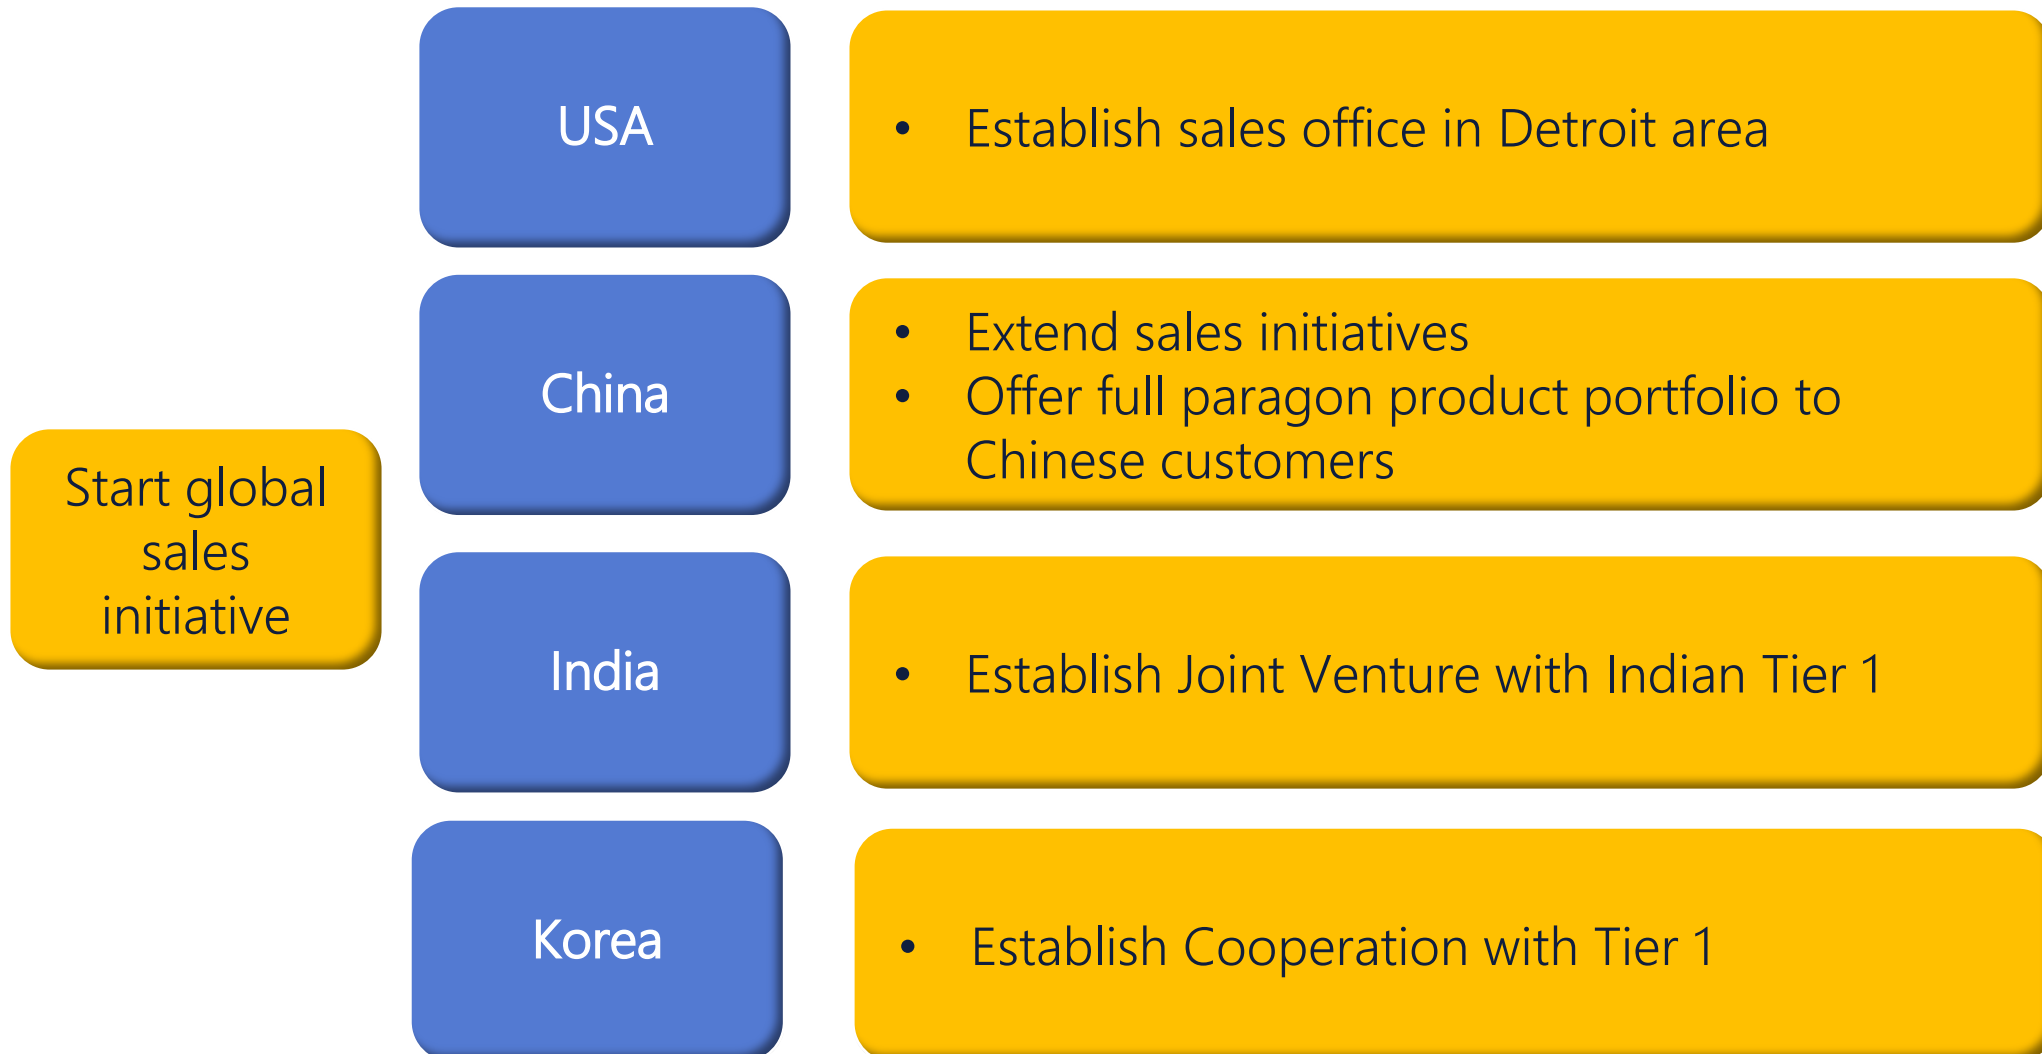 Start global
sales
initiative
USA
• Establish sales office in Detroit area
China
• Extend sales initiatives
• Offer full paragon product portfolio to
Chinese customers
India
• Establish Joint Venture with Indian Tier 1
Korea
• Establish Cooperation with Tier 1